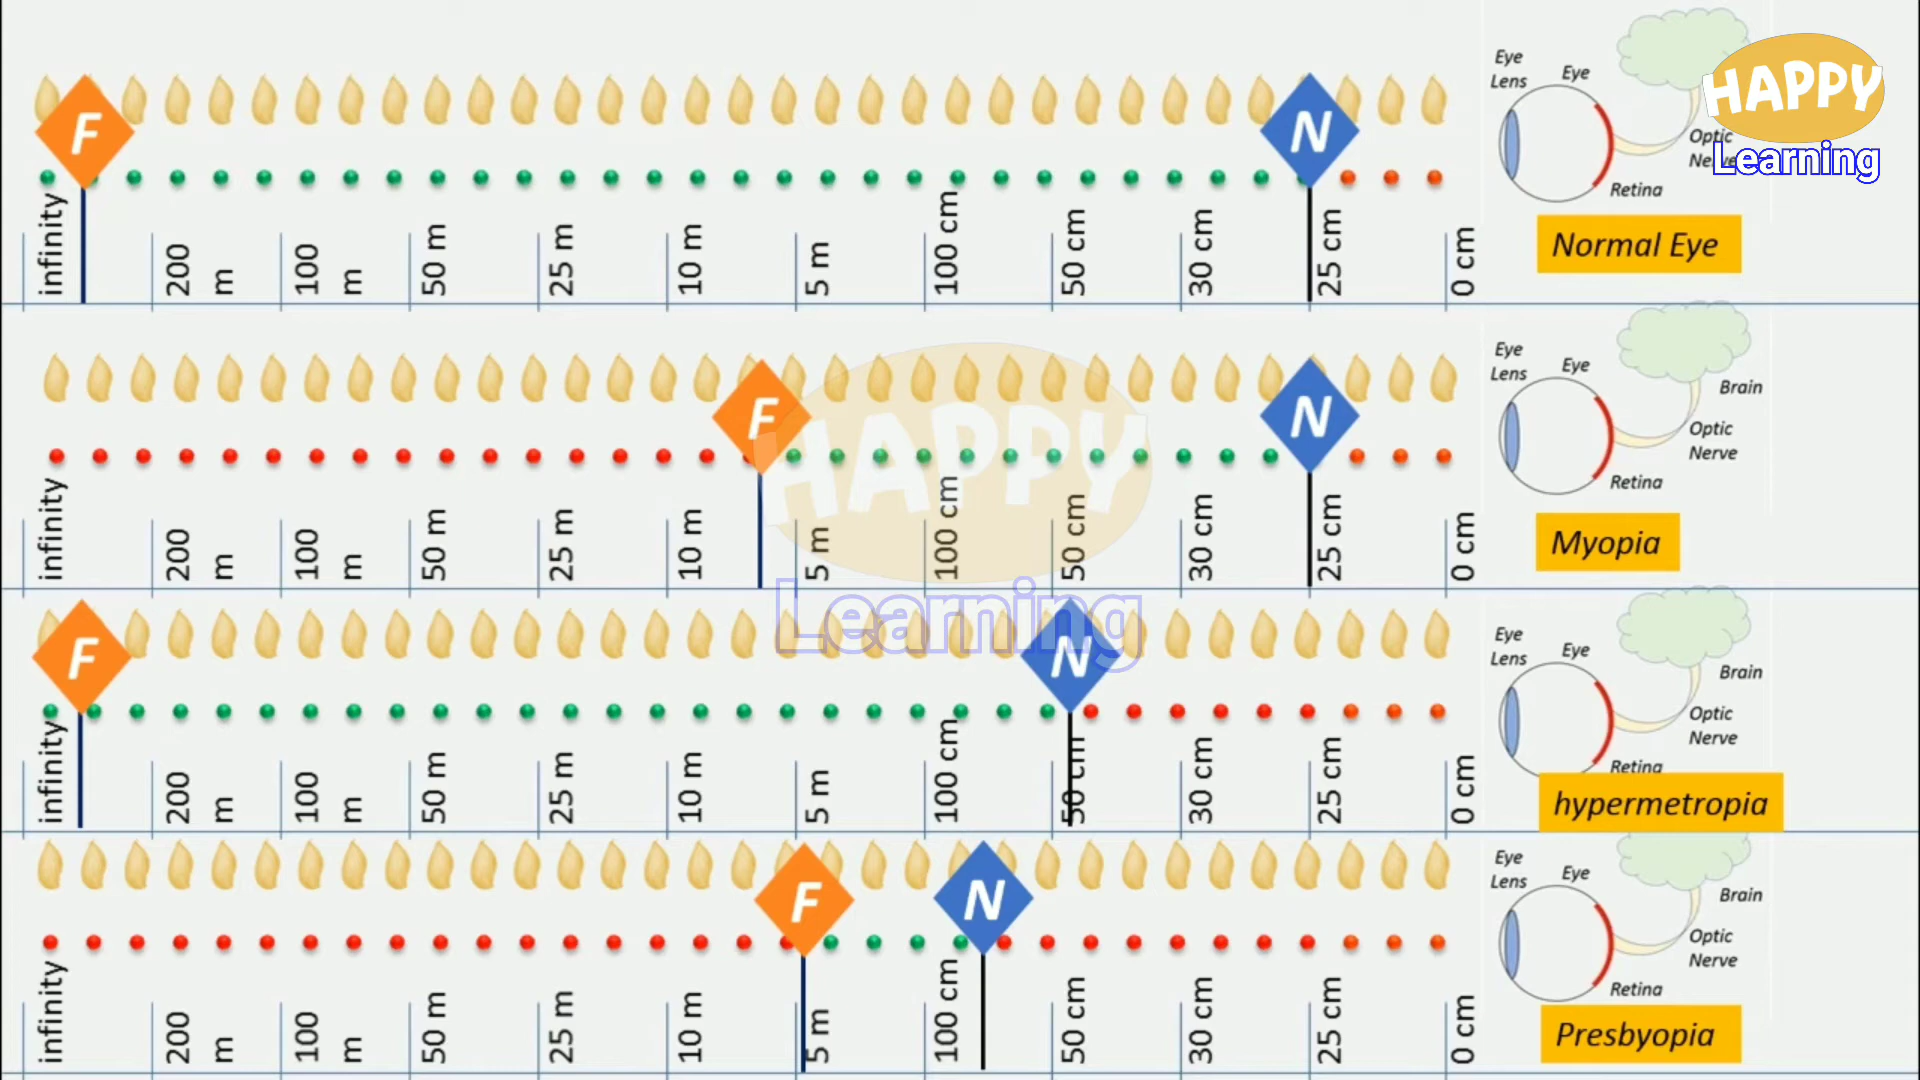 Eye
Lens
Eye
HAPPY
Learning
F
N
Optic
Nerve
Retina
infinity
200
m
100
m
50 m
25 m
10 m
5 m
100 cm
50 cm
30 cm
25 cm
0 cm
Normal Eye
Eye
Lens
Eye
Brain
F
N
Optic
Nerve
Retina
HAPPY
Learning
infinity
200
m
100
m
50 m
25 m
10 m
5 m
100 cm
50 cm
30 cm
25 cm
0 cm
Myopia
Eye
Lens
Eye
Brain
F
N
Optic
Nerve
Retina
infinity
200
m
100
m
50 m
25 m
10 m
5 m
100 cm
50 cm
30 cm
25 cm
0 cm
hypermetropia
Eye
Lens
Eye
Brain
F
N
Optic
Nerve
Retina
infinity
200
m
100
m
50 m
25 m
10 m
5 m
100 cm
50 cm
30 cm
25 cm
0 cm
Presbyopia